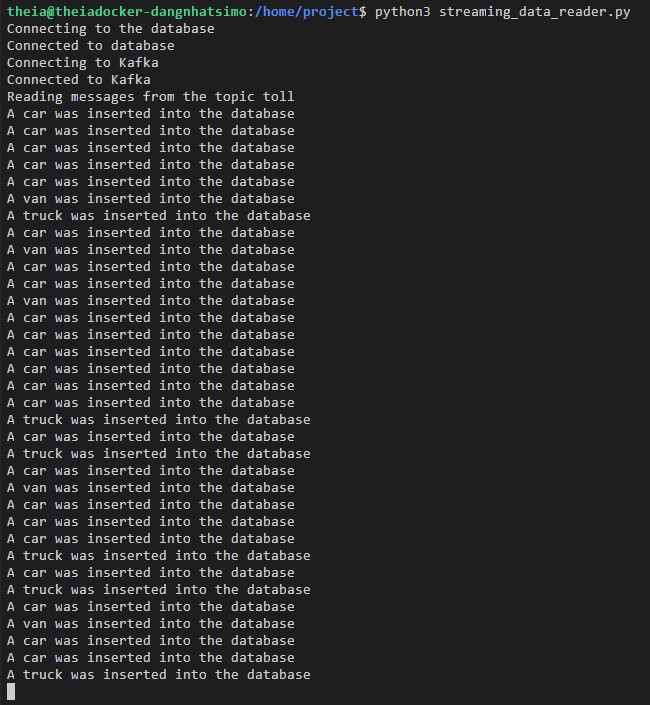 theia@theiadocker-dangnhatsimo:/home/project$ python3 streaming_data_reader.py
Connecting to the database
Connected to database
Connecting to Kafka
Connected to Kafka
Reading messages from the topic toll
A car was inserted into the database
A car was inserted into the database
A car was inserted into the database
A car was inserted into the database
A car was inserted into the database
A van was inserted into the database
A truck was inserted into the database
A car was inserted into the database
A van was inserted into the database
A car was inserted into the database
A car was inserted into the database
A van was inserted into the database
A car was inserted into the database
A car was inserted into the database
A car was inserted into the database
A car was inserted into the database
A car was inserted into the database
A car was inserted into the database
A truck was inserted into the database
A car was inserted into the database
A truck was inserted into the database
A car was inserted into the database
A van was inserted into the database
A car was inserted into the database
A car was inserted into the database
A car was inserted into the database
A truck was inserted into the database
A car was inserted into the database
A truck was inserted into the database
A car was inserted into the database
A van was inserted into the database
A car was inserted into the database
A car was inserted into the database
A truck was inserted into the database